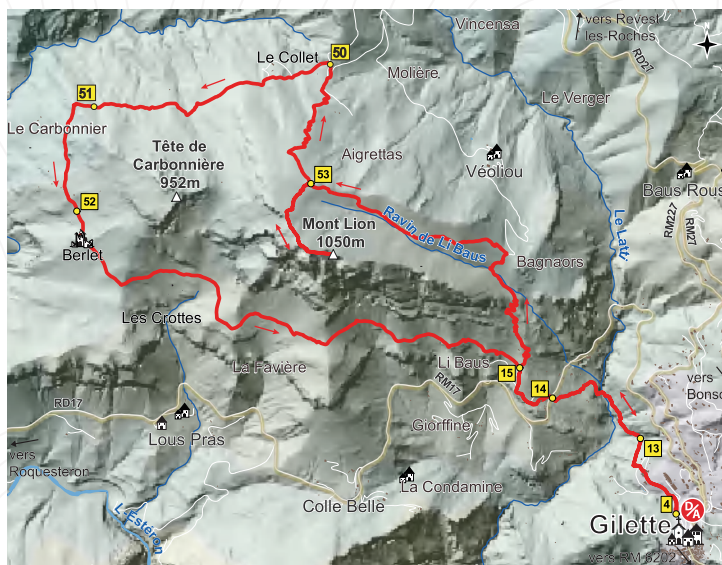 Vincensa
vers Revest
les-Roches
50
Le Collet
Molière
RD27
51
Le Verger
Le Carbonnier
Tête de
Carbonnière
952m
Aigrettas
Véoliou
53
Baus Rous
52
Ravin de Li Baus
Le Latti
RM227
RM27
Mont Lion
1050m
Berlet
Bagnaors
Les Crottes
La Favière
Li Baus
15
RM17
14
vers
Bonso
RD17
Lous Pras
Giorffine
13
vers
Roquesteron
La Condamine
Colle Belle
L'Estéron
4
D/A
Gilette
vers RM 6202